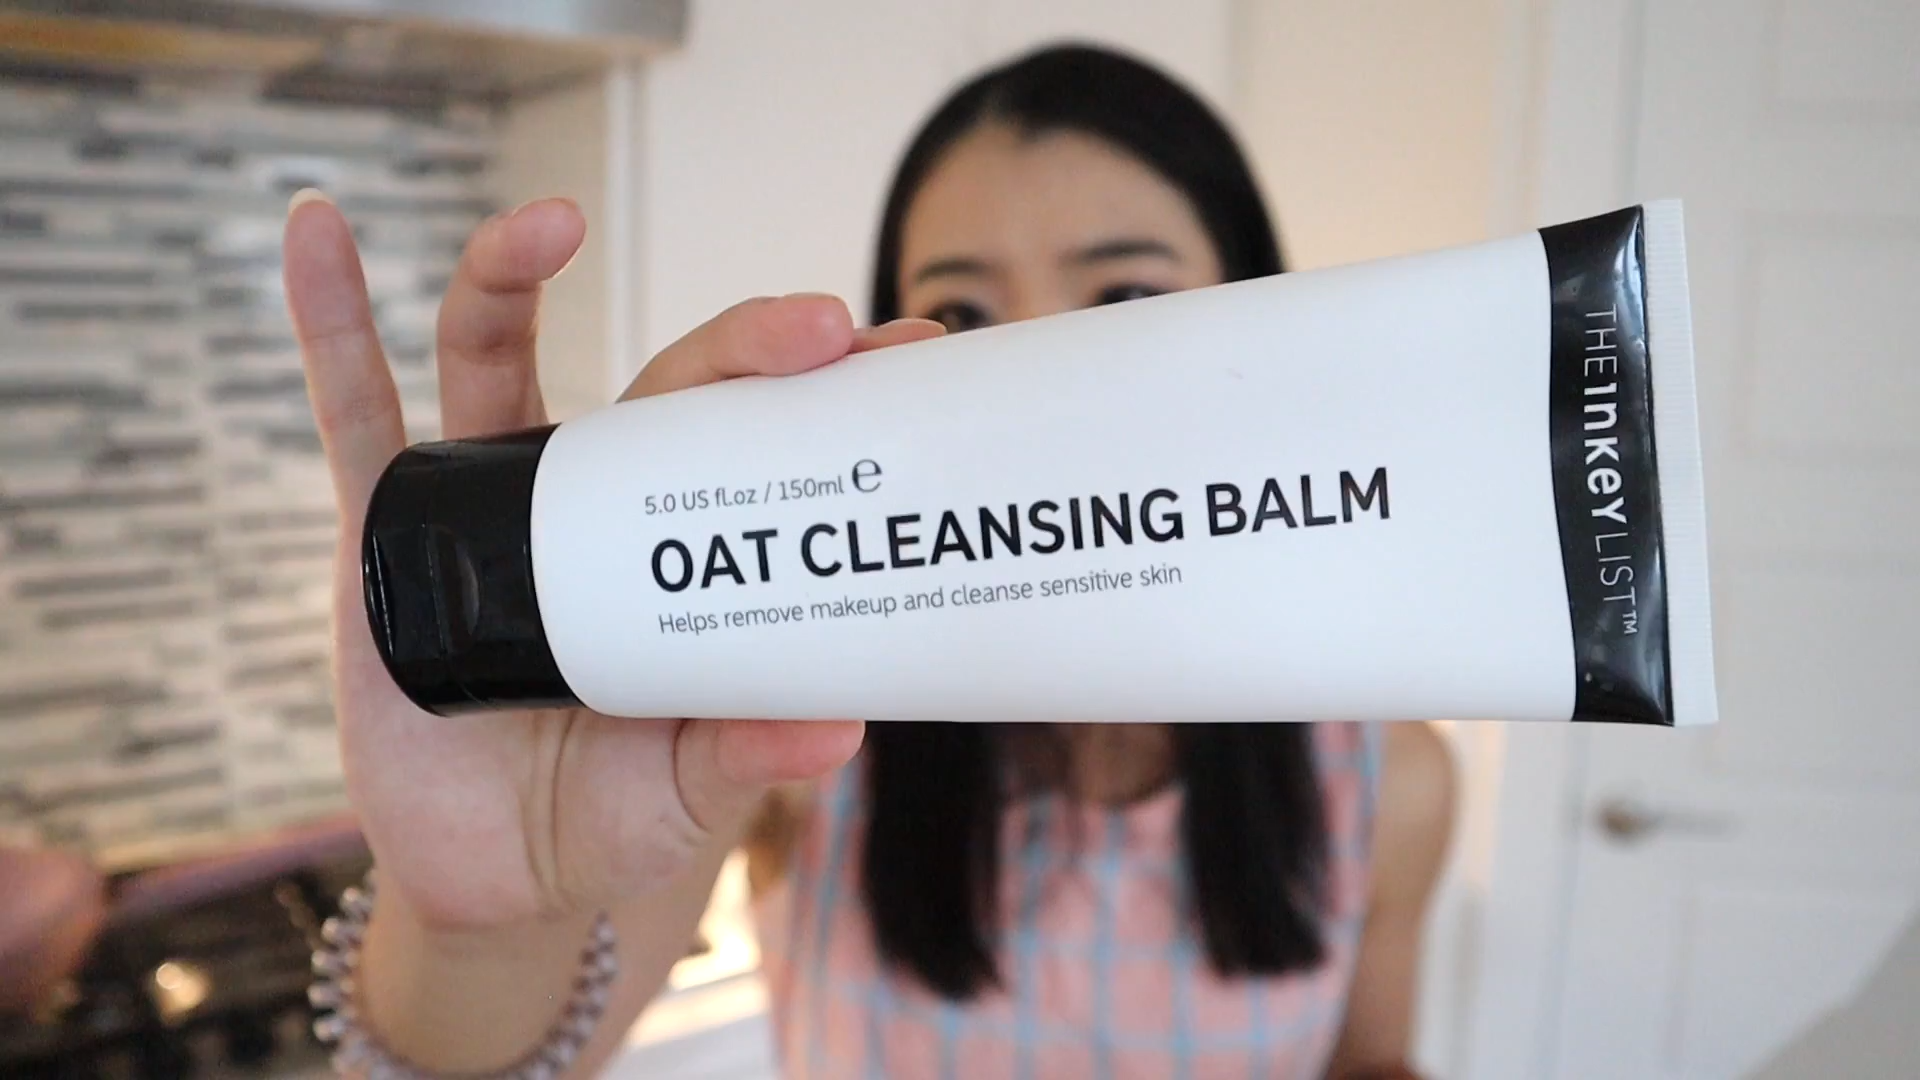 5.0 US fl.oz / 150ml e
OAT CLEANSING BALM
Helps remove makeup and cleanse sensitive skin
THE INKEY LIST™